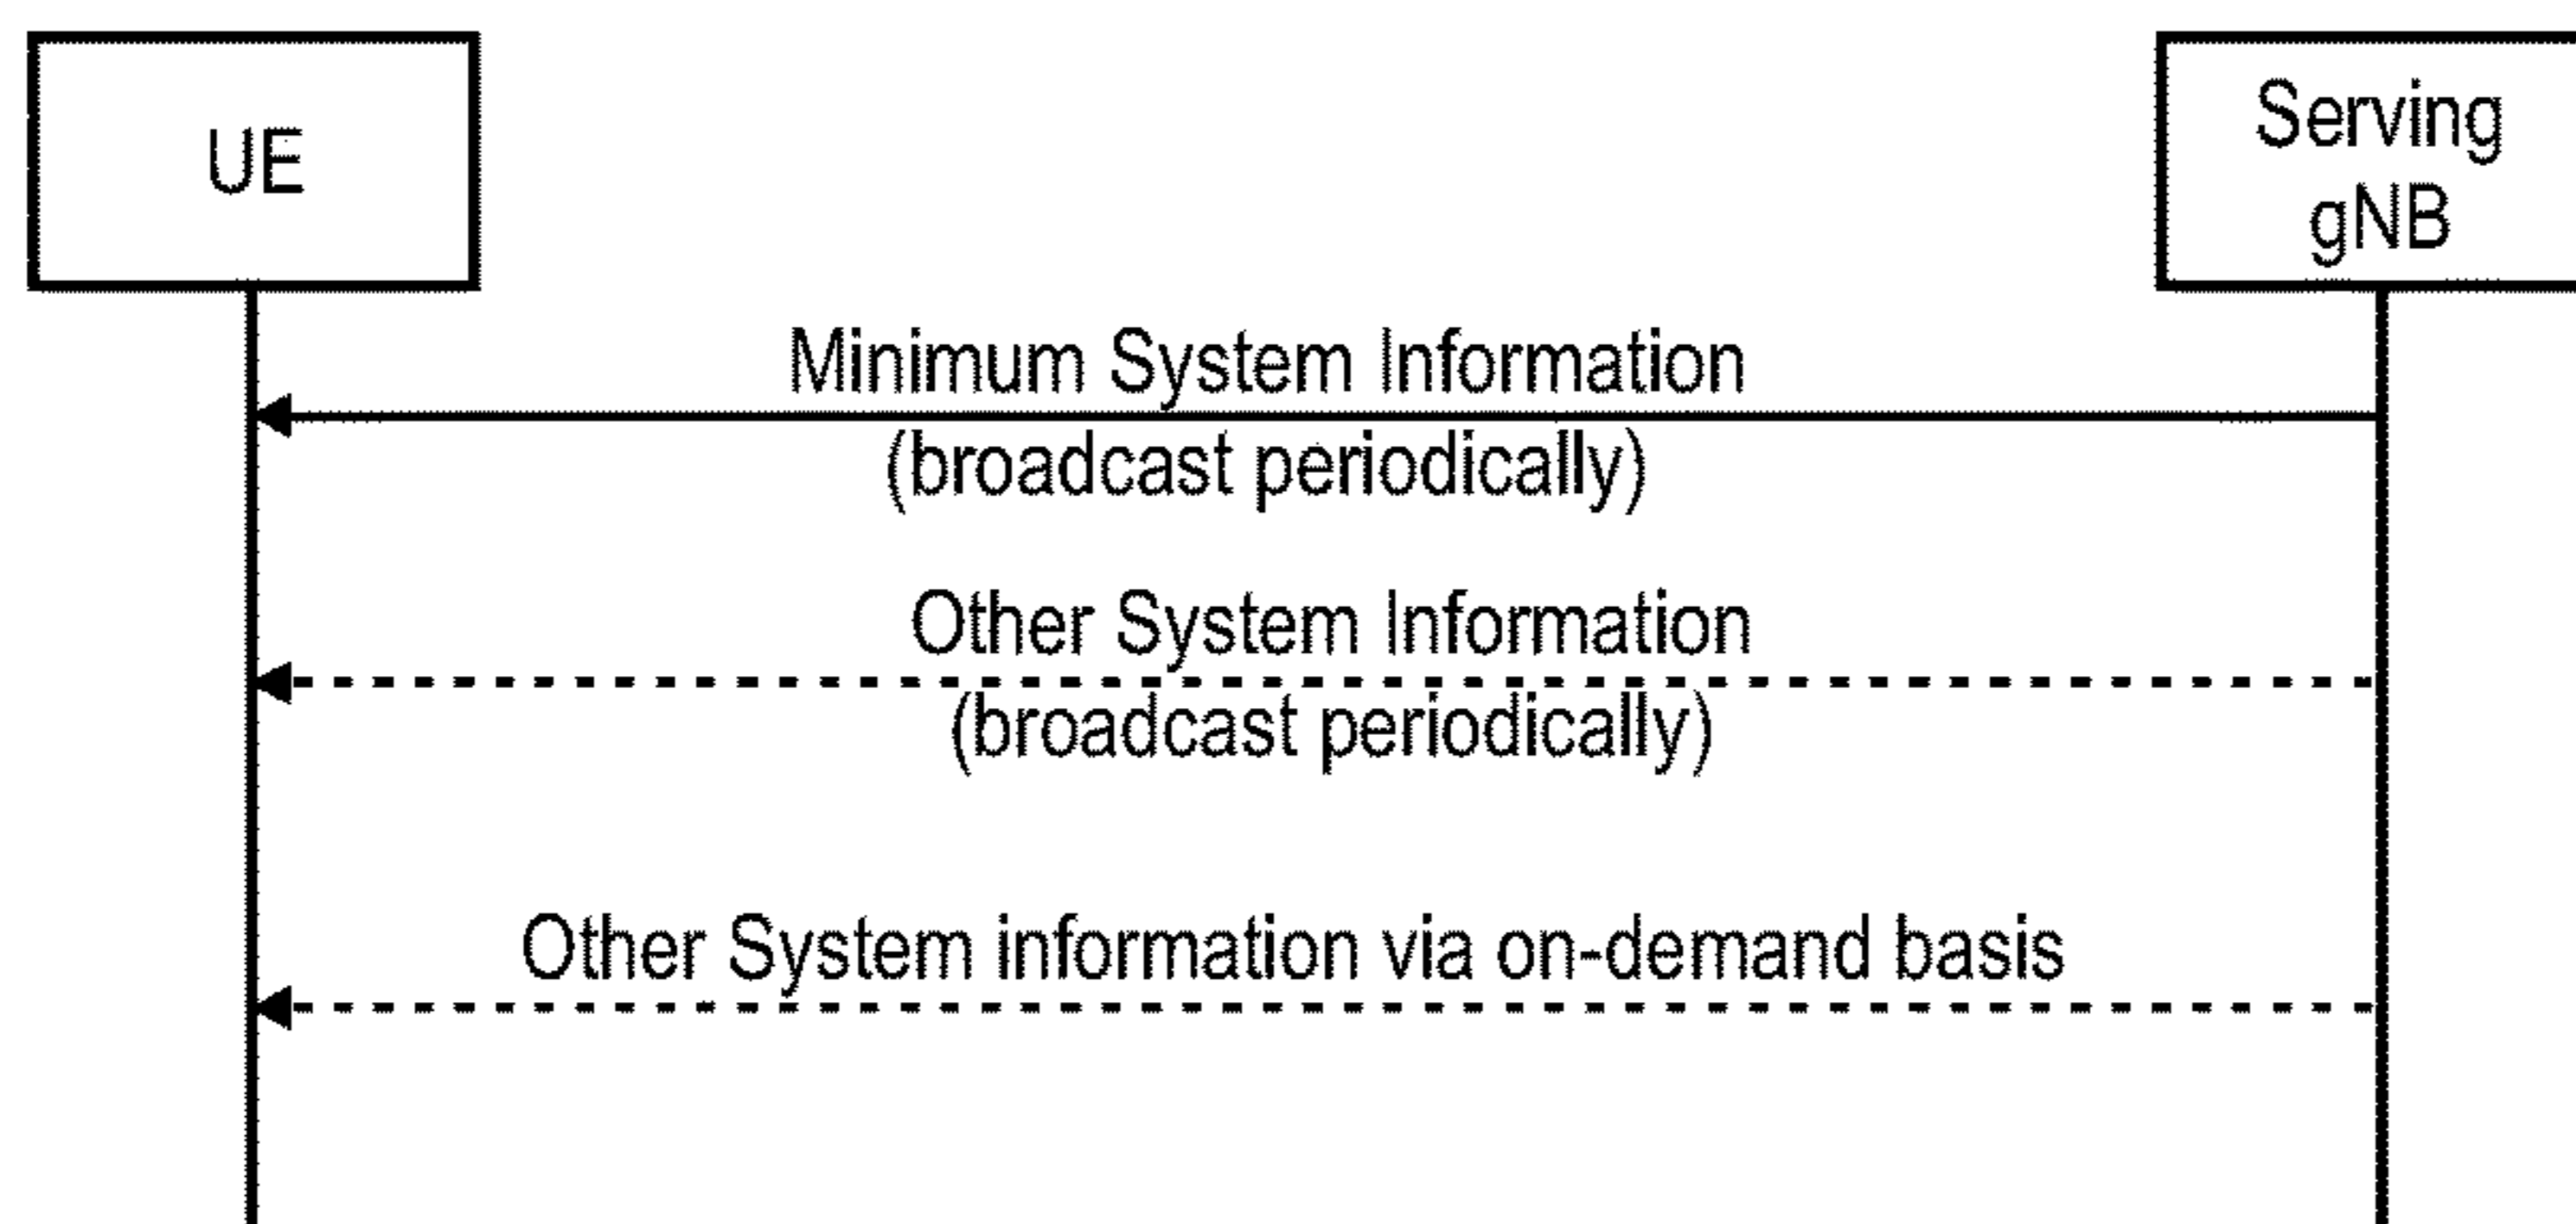 UE
Serving
gNB
Minimum System Information
(broadcast periodically)
Other System Information
(broadcast periodically)
Other System information via on-demand basis